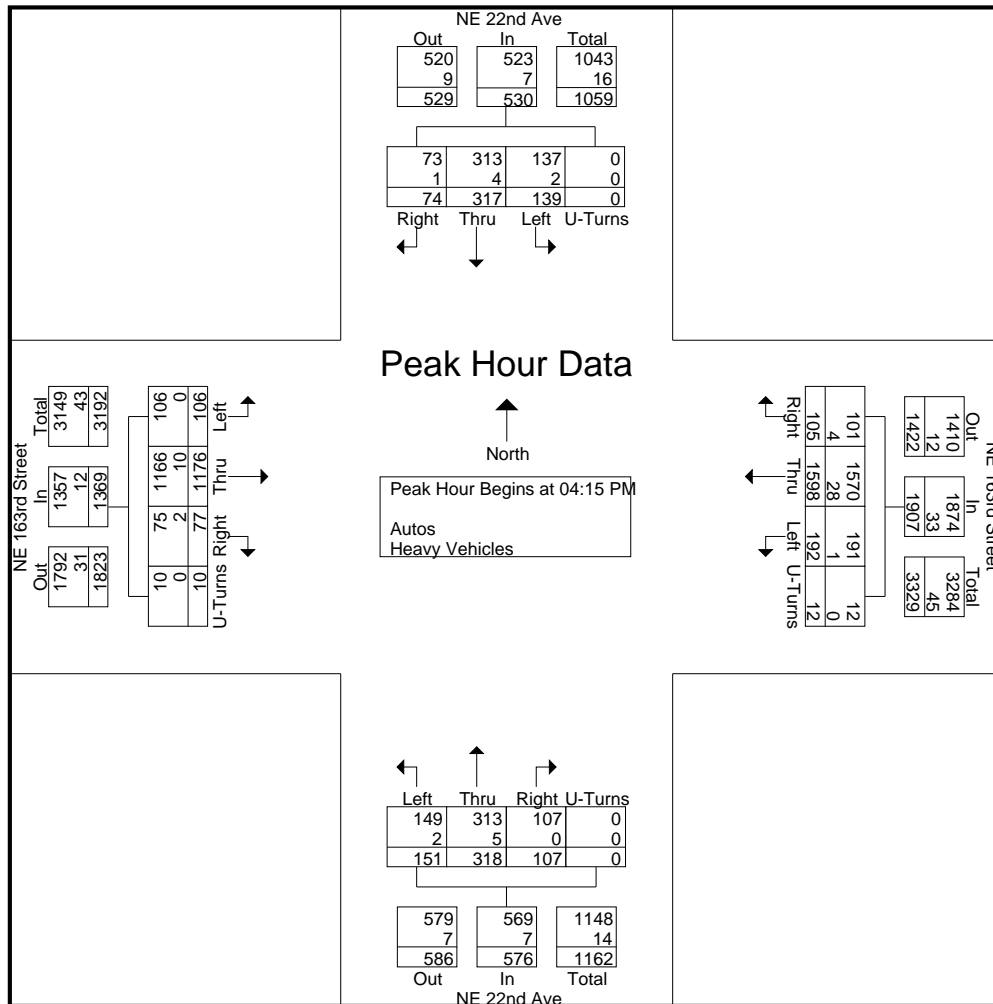 NE 22nd Ave
Out In Total
520 523 1043
9 7 16
529 530 1059
73 313 137 0
1 4 2 0
74 317 139 0
Right Thru Left U-Turns
Peak Hour Data
North
Peak Hour Begins at 04:15 PM
Autos
Heavy Vehicles
NE 163rd Street
Out In Total
1792 1357 3149
31 12 43
1823 1369 3192
10 75 1166 106
0 2 10 0
10 77 1176 106
U-Turns Right Thru Left
NE 163rd Street
Out In Total
1410 1874 3284
12 33 45
1422 1907 3329
101 1570 191 12
4 28 1 0
105 1598 192 12
Right Thru Left U-Turns
Left Thru Right U-Turns
149 313 107 0
2 5 0 0
151 318 107 0
579 569 1148
7 7 14
586 576 1162
Out In Total
NE 22nd Ave